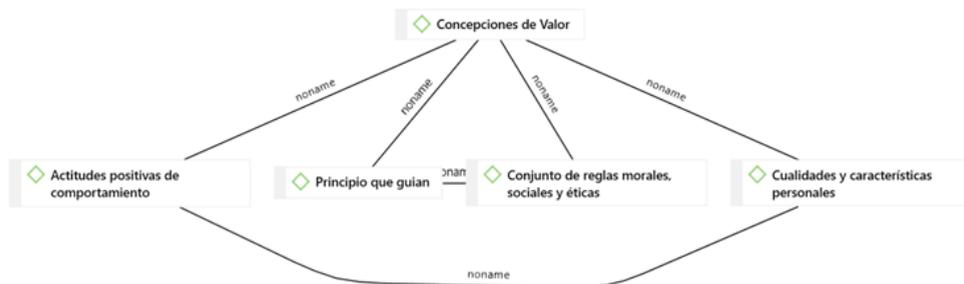 Concepciones de Valor
noname
noname
noname
noname
Actitudes positivas de
comportamiento
Principio que guian
onam
Conjunto de reglas morales,
sociales y éticas
Cualidades y características
personales
noname